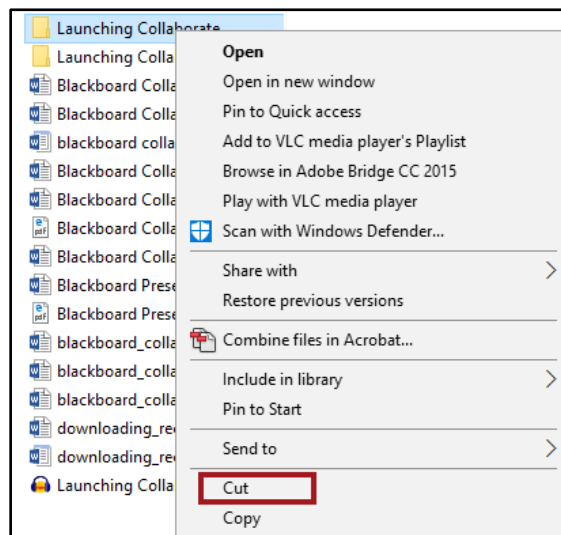 Launching Collaborate
Launching Colla
Blackboard Colla
blackboard colla
Blackboard Colla
Blackboard Colla
Blackboard Colla
Blackboard Colla
Blackboard Prese
Blackboard Prese
blackboard_colla
blackboard_colla
blackboard_colla
downloading_re
downloading_re
Launching Colla
Open
Open in new window
Pin to Quick access
Add to VLC media player's Playlist
Browse in Adobe Bridge CC 2015
Play with VLC media player
Scan with Windows Defender...
Share with
Restore previous versions
Combine files in Acrobat...
Include in library
Pin to Start
Send to
Cut
Copy